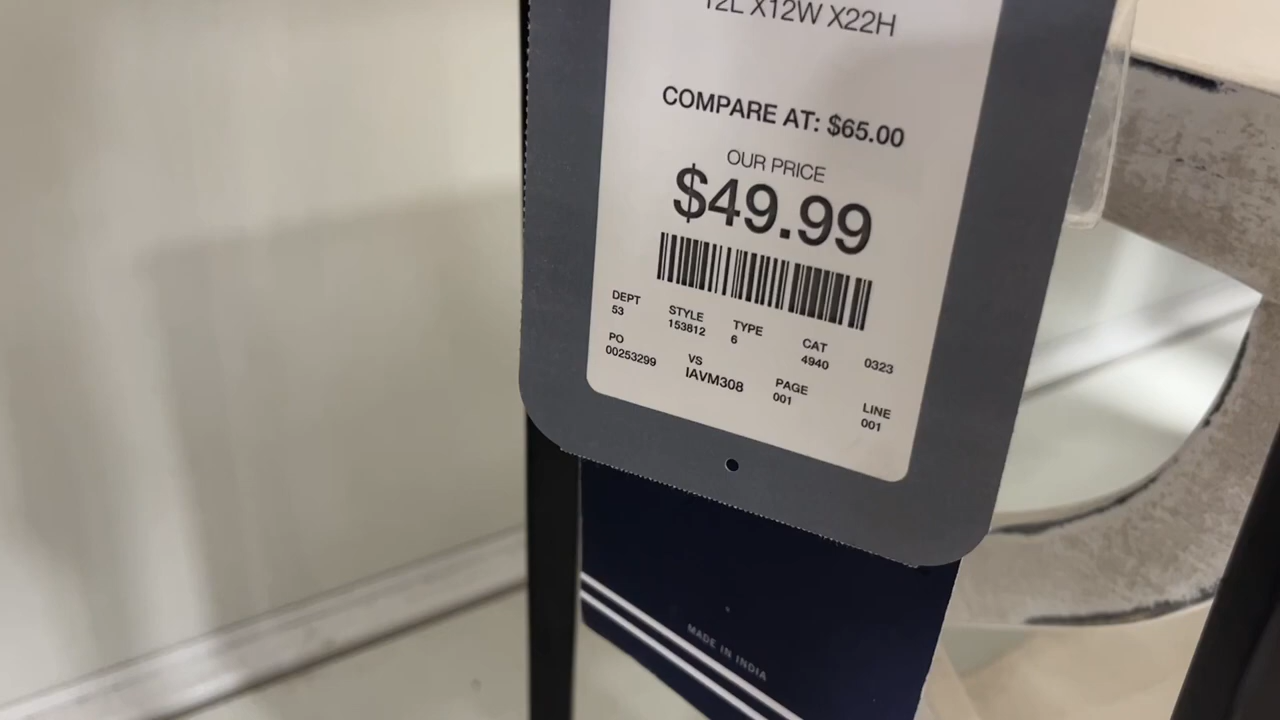 12L X12W X22H
COMPARE AT: $65.00
OUR PRICE
$49.99
DEPT STYLE TYPE CAT 0323
53 153812 6 4940
PO VS PAGE LINE
00253299 IAVM308 001 001
MADE IN INDIA